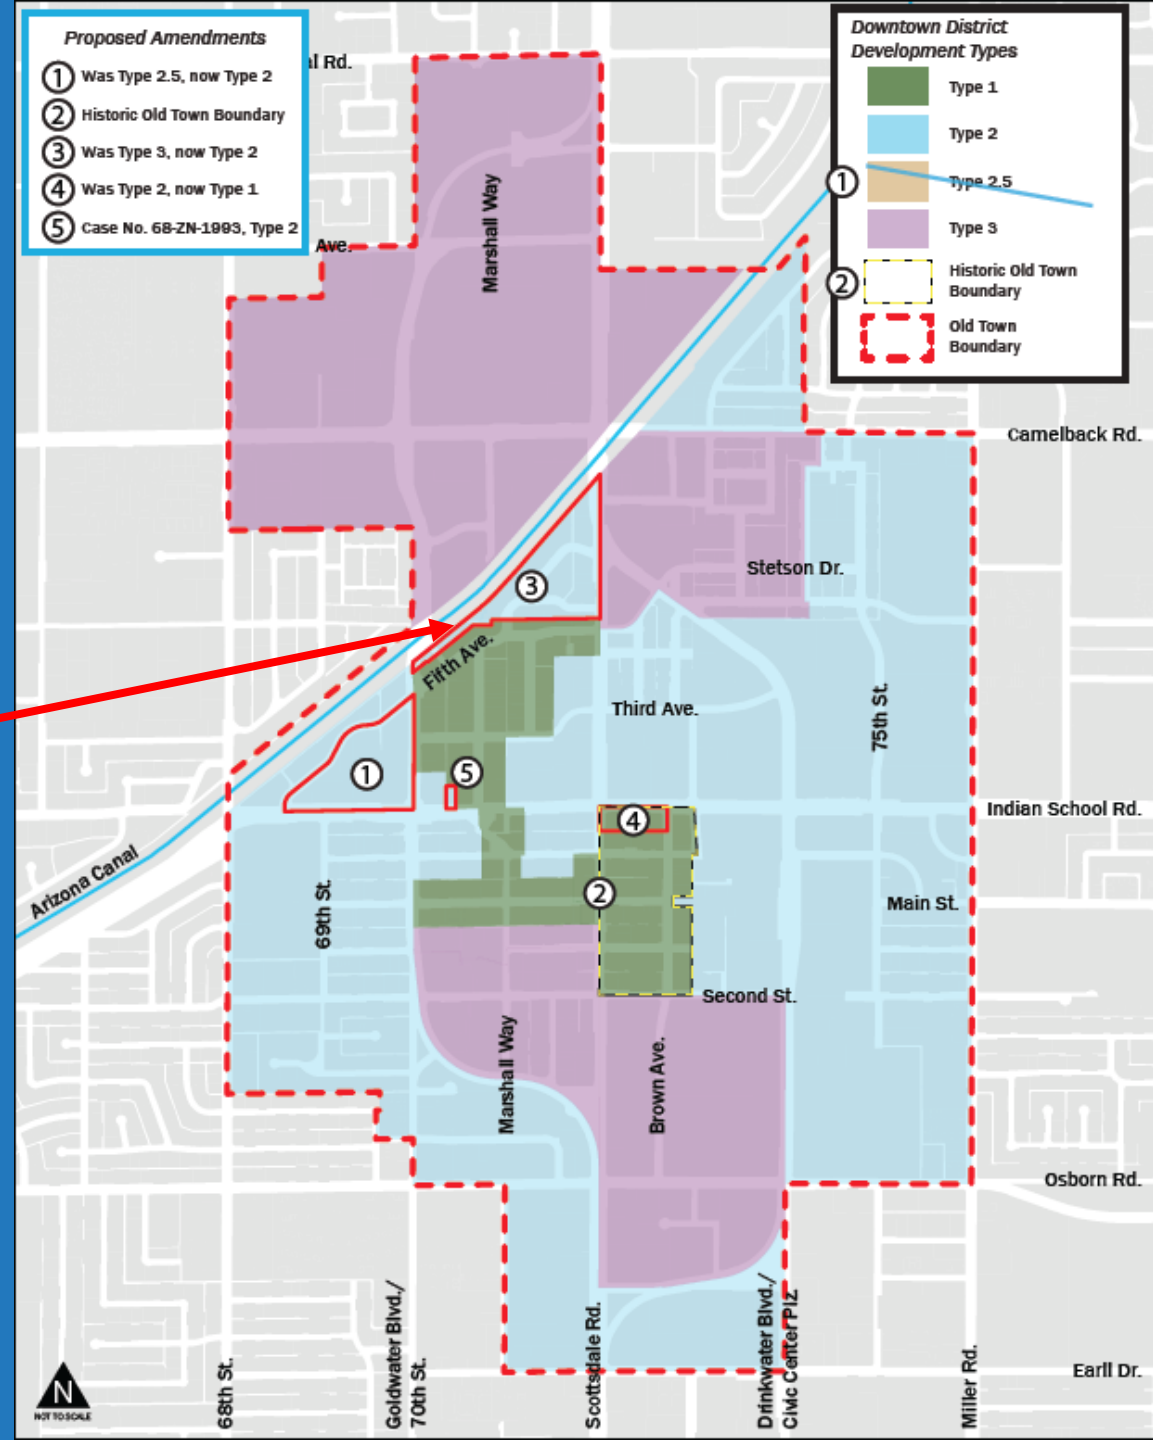 Proposed Amendments
1 Was Type 2.5, now Type 2
2 Historic Old Town Boundary
3 Was Type 3, now Type 2
4 Was Type 2, now Type 1
5 Case No. 68-ZN-1993, Type 2
Downtown District
Development Types
Type 1
Type 2
1 Type 2.5
Type 3
2 Historic Old Town
Boundary
Old Town
Boundary
al Rd.
Ave.
Marshall Way
Camelback Rd.
Stetson Dr.
3
Fifth Ave.
Third Ave.
75th St.
1
5
4
Indian School Rd.
Arizona Canal
69th St.
2
Main St.
Second St.
Marshall Way
Brown Ave.
Osborn Rd.
Earll Dr.
68th St.
Goldwater Blvd./
70th St.
Scottsdale Rd.
Drinkwater Blvd./
Civic Center Plz
Miller Rd.
N
NOT TO SCALE